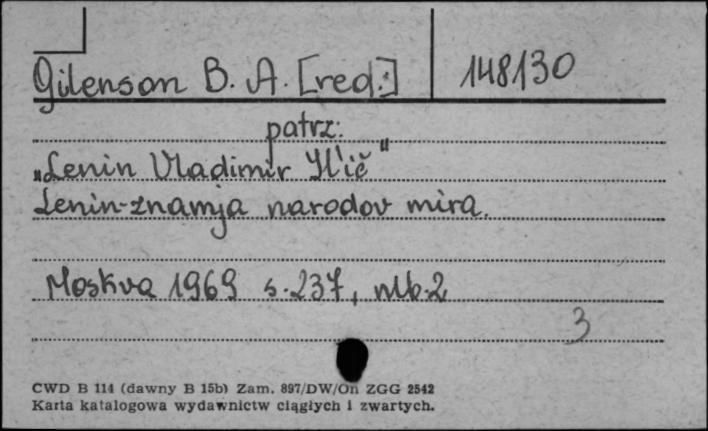 Gilenson B. A. [red.] 148130
patrz:
"Lenin Vladimir Il'ič"
Lenin-znamja narodov mira.
Moskva 1969 s. 237, nlb. 2
3
CWD B 114 (dawny B 15b) Zam. 897/DW/On ZGG 2542
Karta katalogowa wydawnictw ciągłych i zwartych.